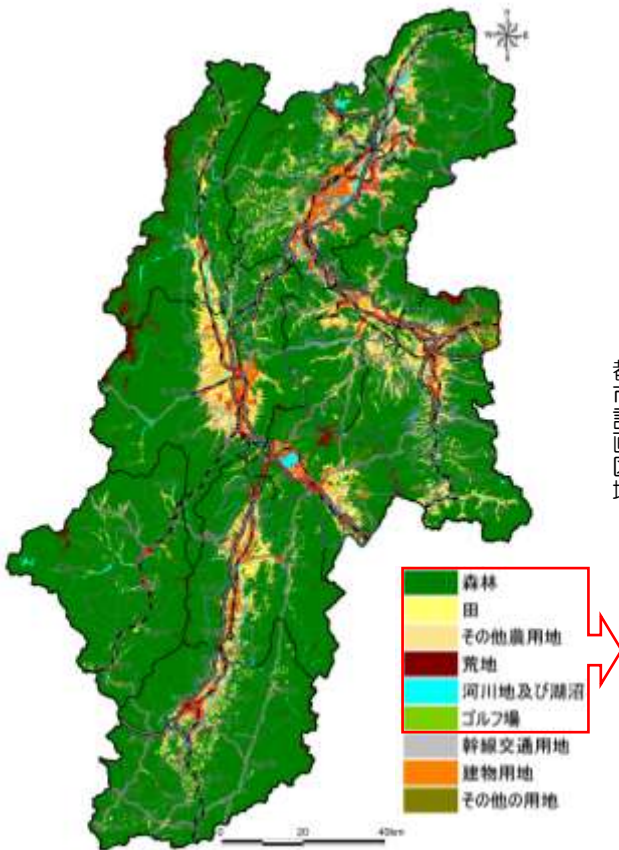 森林
田
その他農用地
荒地
河川地及び湖沼
ゴルフ場
幹線交通用地
建物用地
その他の用地
0 20 40km